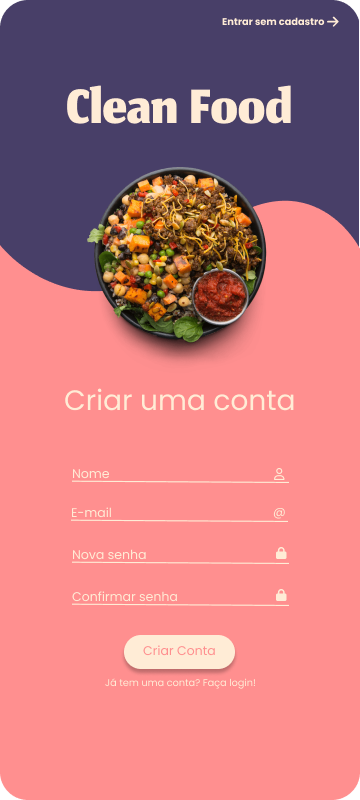 Entrar sem cadastro
Clean Food
Criar uma conta
Nome
E-mail @
Nova senha
Confirmar senha
Criar Conta
Já tem uma conta? Faça login!